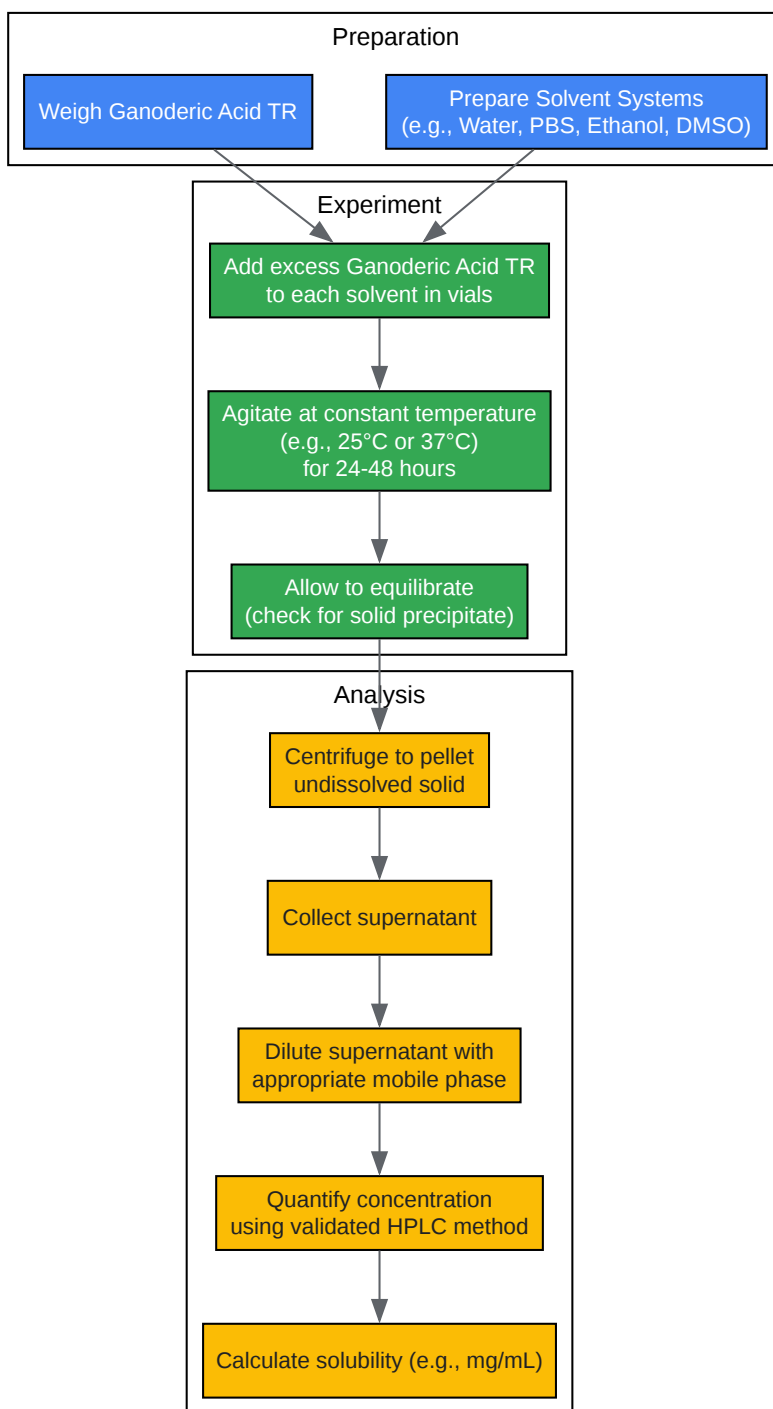 Preparation
Weigh Ganoderic Acid TR
Prepare Solvent Systems
(e.g., Water, PBS, Ethanol, DMSO)
Experiment
Add excess Ganoderic Acid TR
to each solvent in vials
Agitate at constant temperature
(e.g., 25°C or 37°C)
for 24-48 hours
Allow to equilibrate
(check for solid precipitate)
Analysis
Centrifuge to pellet
undissolved solid
Collect supernatant
Dilute supernatant with
appropriate mobile phase
Quantify concentration
using validated HPLC method
Calculate solubility (e.g., mg/mL)